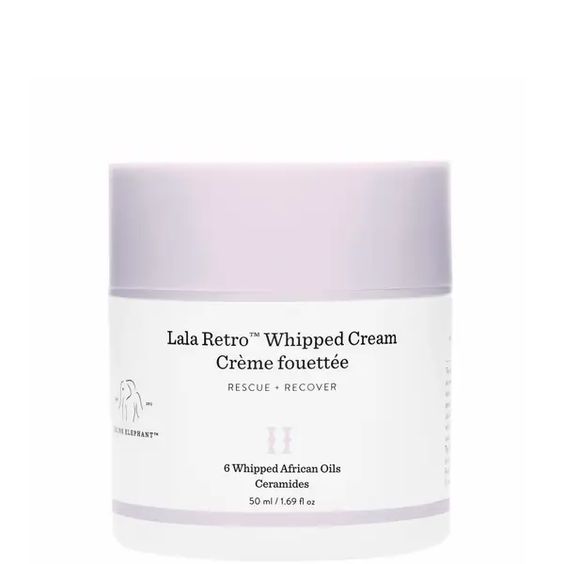 Lala Retro™ Whipped Cream
Crème fouettée
RESCUE + RECOVER
ELEPHANT™
6 Whipped African Oils
Ceramides
50 ml / 1.69 fl oz